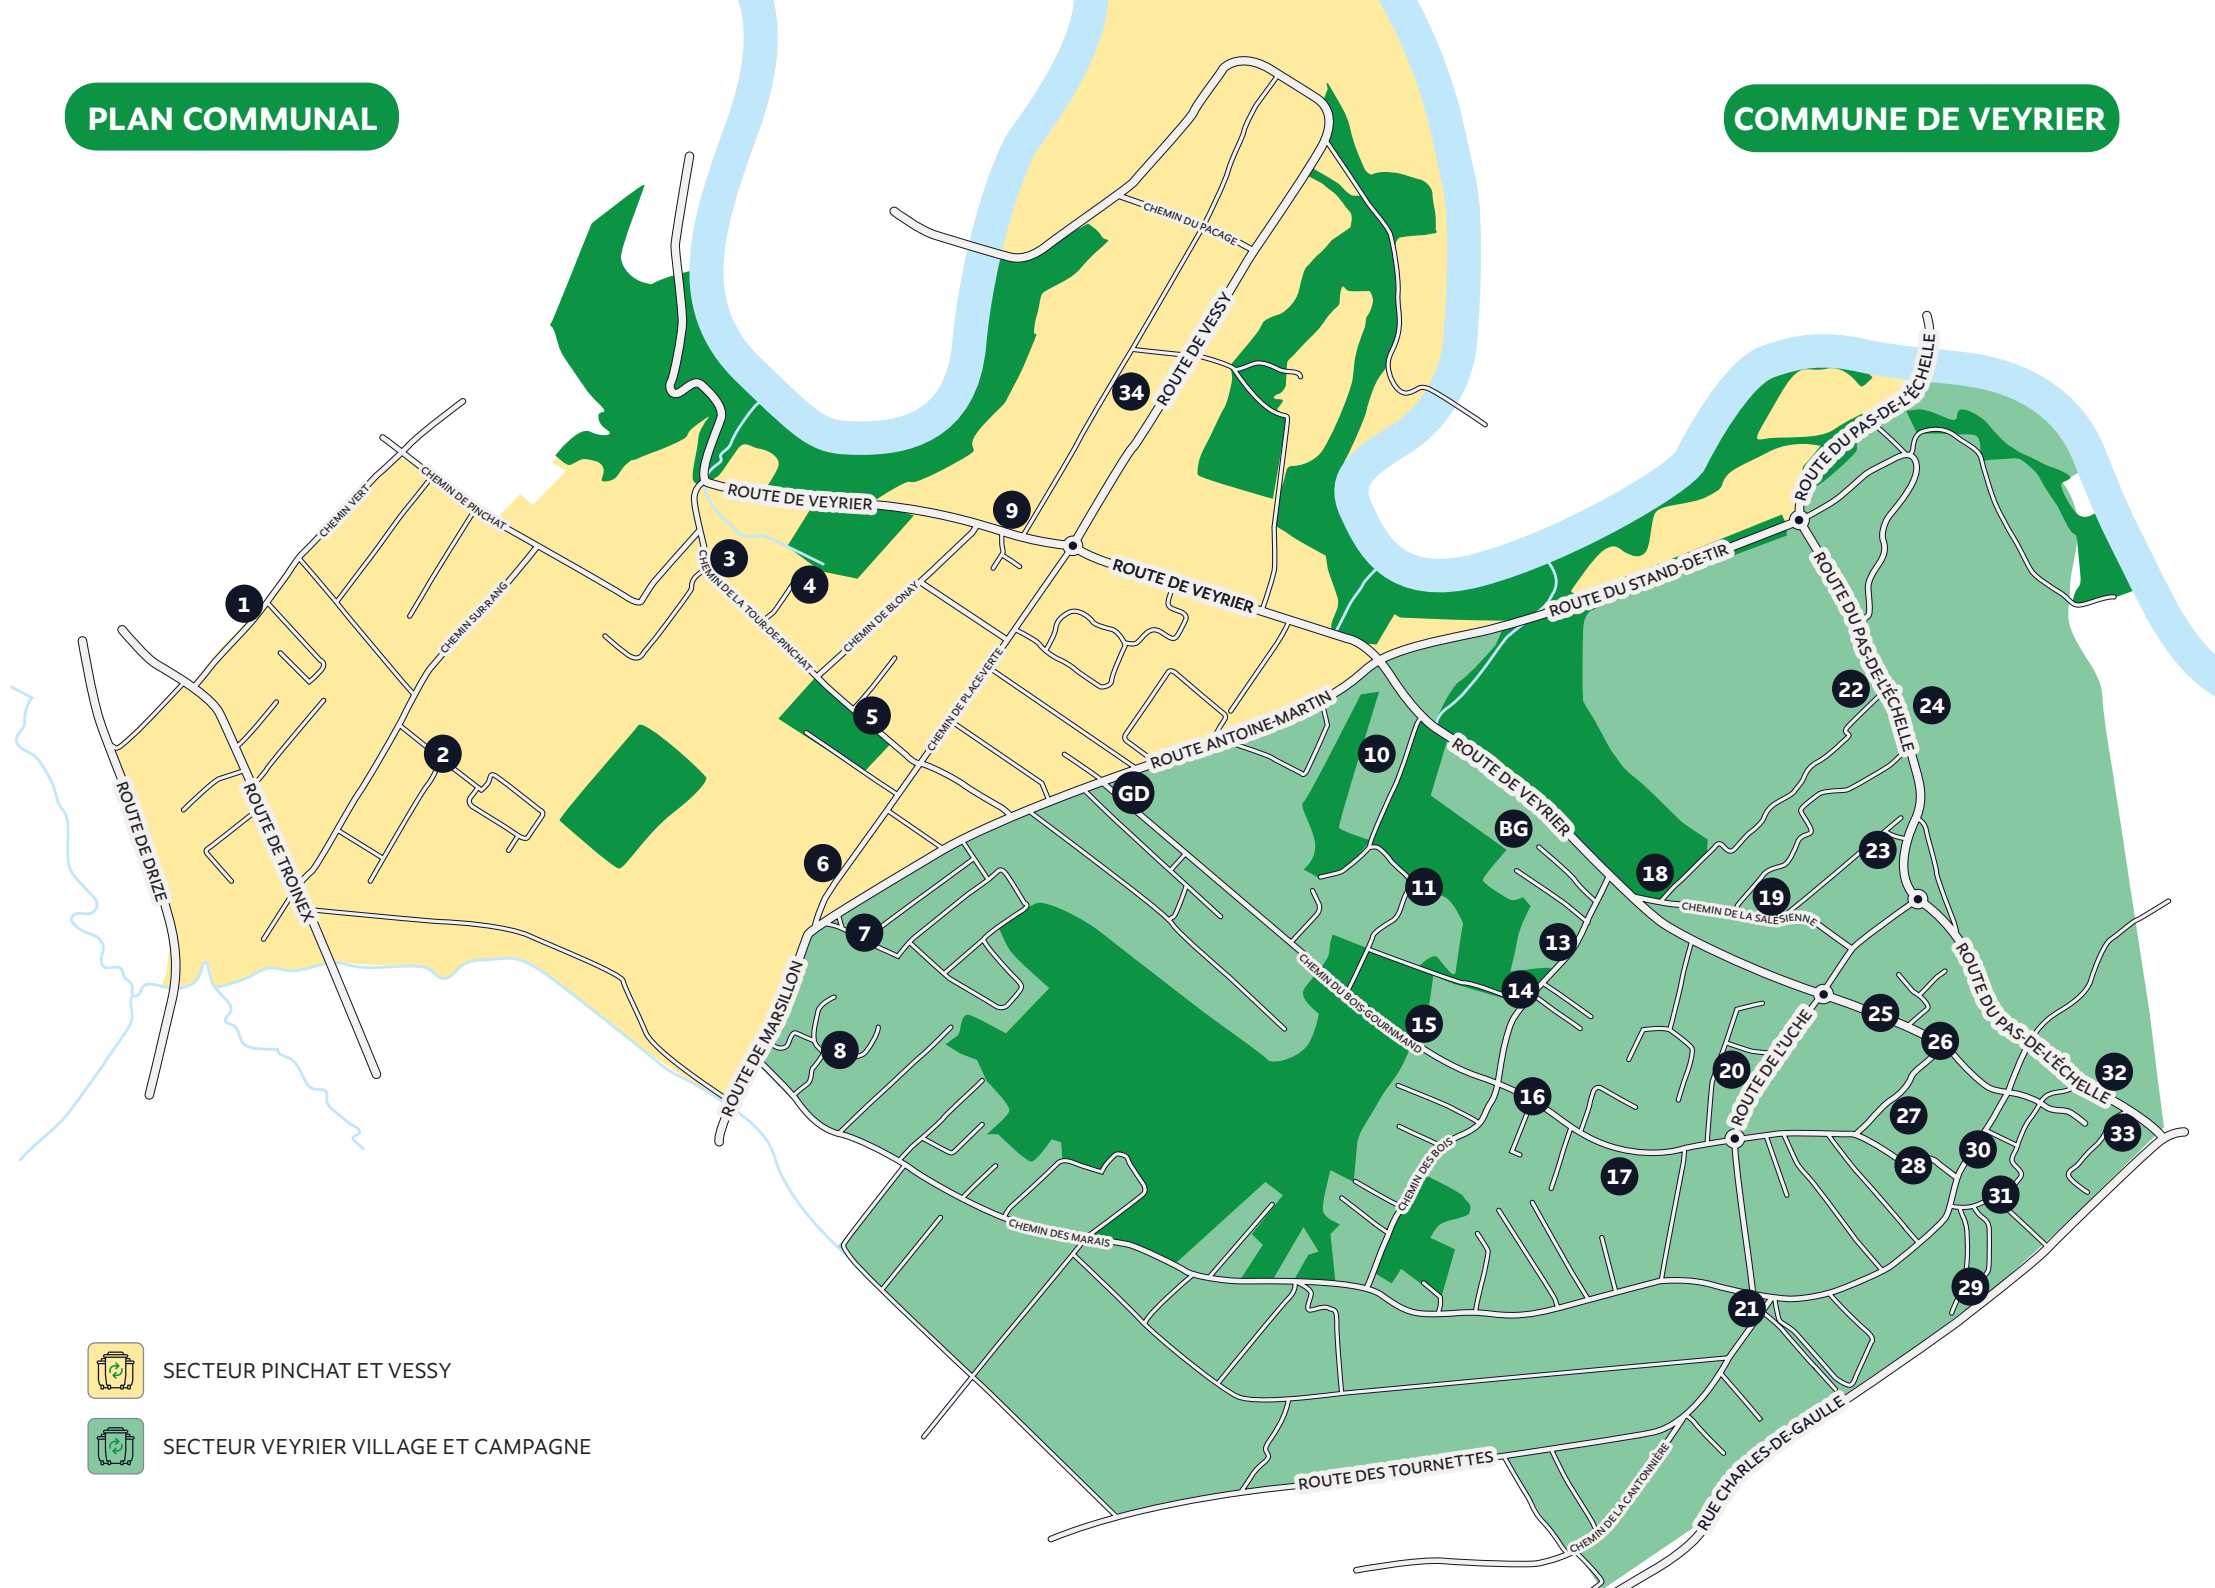 PLAN COMMUNAL
COMMUNE DE VEYRIER
CHEMIN DU PACAGE
ROUTE DE VESSY
34
ROUTE DU PAS-DE-L'ÉCHELLE
CHEMIN VERT
CHEMIN DE PINCHAT
ROUTE DE VEYRIER
9
3
4
CHEMIN DE LA TOUR-DE-PINCHAT
CHEMIN DE BLONAY
ROUTE DE VEYRIER
ROUTE DU STAND-DE-TIR
ROUTE DU PAS-DE-L'ÉCHELLE
1
CHEMIN SUR-RANG
CHEMIN DE PLACE-VERTE
5
ROUTE ANTOINE-MARTIN
22
24
2
10
GD
ROUTE DE VEYRIER
BG
ROUTE DE DRIZE
ROUTE DE TROINEX
6
11
18
23
19
CHEMIN DE LA SALÉSIENNE
7
13
14
CHEMIN DU BOIS-GOURNMAND
15
ROUTE DU PAS-DE-L'ÉCHELLE
ROUTE DE MARSILLON
8
25
26
20
ROUTE DE L'UCHE
32
16
27
33
CHEMIN DES BOIS
17
28
30
31
CHEMIN DES MARAIS
29
21
SECTEUR PINCHAT ET VESSY
SECTEUR VEYRIER VILLAGE ET CAMPAGNE
ROUTE DES TOURNETTES
CHEMIN DE LA CANTONNIÈRE
RUE CHARLES-DE-GAULLE